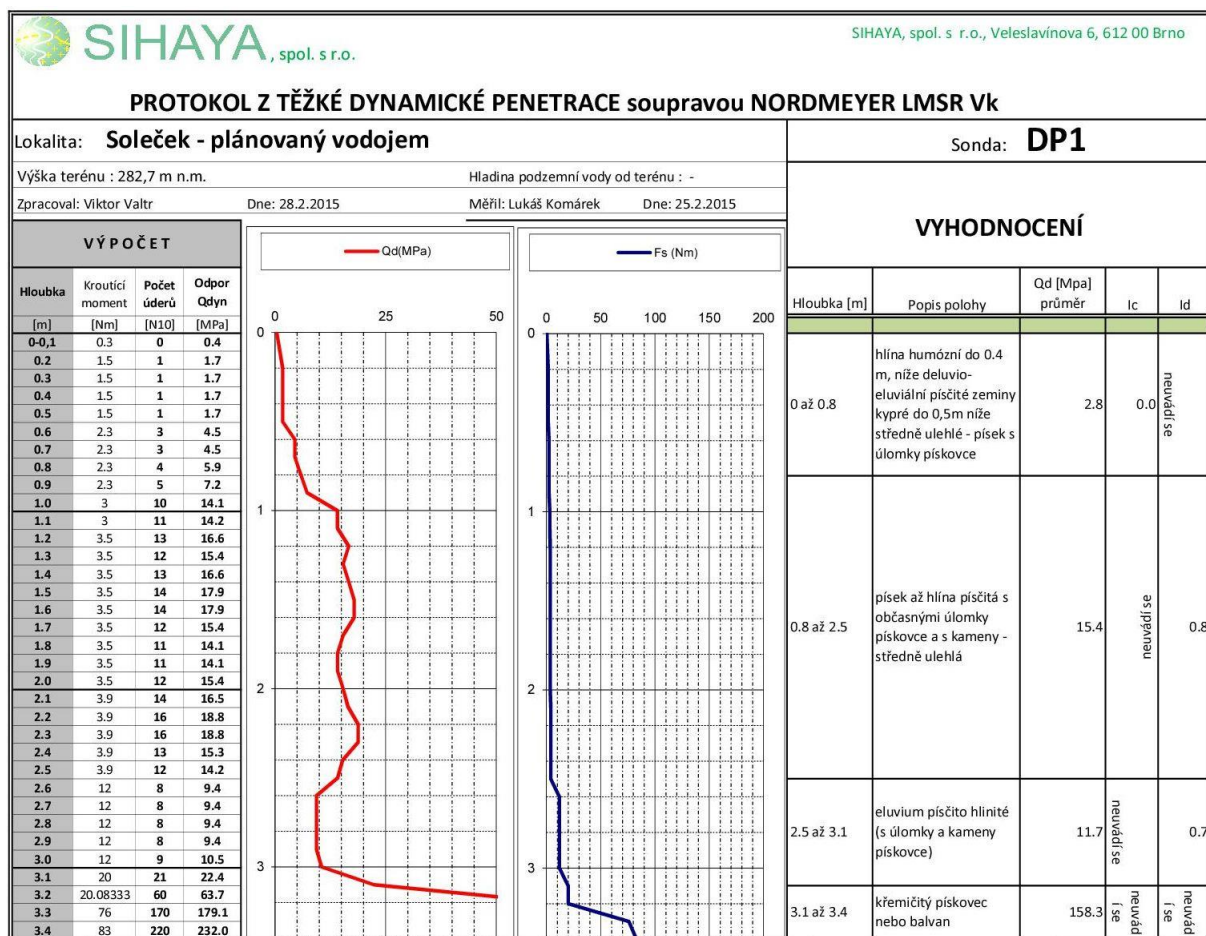 SIHAYA, spol. s r.o.
SIHAYA, spol. s r.o., Veleslavínova 6, 612 00 Brno
PROTOKOL Z TĚŽKÉ DYNAMICKÉ PENETRACE soupravou NORDMEYER LMSR Vk
Lokalita: Soleček - plánovaný vodojem
Sonda: DP1
Výška terénu : 282,7 m n.m.
Hladina podzemní vody od terénu : -
Zpracoval: Viktor Valtr
Dne: 28.2.2015
Měřil: Lukáš Komárek
Dne: 25.2.2015
VYHODNOCENÍ
VÝPOČET
Hloubka Kroutící moment Počet úderů Odpor Qdyn
[m] [Nm] [N10] [MPa]
0-0,1 0.3 0 0.4
0.2 1.5 1 1.7
0.3 1.5 1 1.7
0.4 1.5 1 1.7
0.5 1.5 1 1.7
0.6 2.3 3 4.5
0.7 2.3 3 4.5
0.8 2.3 4 5.9
0.9 2.3 5 7.2
1.0 3 10 14.1
1.1 3 11 14.2
1.2 3.5 13 16.6
1.3 3.5 12 15.4
1.4 3.5 13 16.6
1.5 3.5 14 17.9
1.6 3.5 14 17.9
1.7 3.5 12 15.4
1.8 3.5 11 14.1
1.9 3.5 11 14.1
2.0 3.5 12 15.4
2.1 3.9 14 16.5
2.2 3.9 16 18.8
2.3 3.9 16 18.8
2.4 3.9 13 15.3
2.5 3.9 12 14.2
2.6 12 8 9.4
2.7 12 8 9.4
2.8 12 8 9.4
2.9 12 8 9.4
3.0 12 9 10.5
3.1 20 21 22.4
3.2 20.08333 60 63.7
3.3 76 170 179.1
3.4 83 220 232.0
Qd(MPa)
0 25 50
0
1
2
3
Fs (Nm)
0 50 100 150 200
0
1
2
3
Hloubka [m] Popis polohy Qd [Mpa] průměr Ic Id
0 až 0.8
hlína humózní do 0.4
m, níže deluvio-
eluviální písčité zeminy
kypré do 0,5m níže
středně ulehlé - písek s
úlomky pískovce
2.8
0.0
neuvádí se
0.8 až 2.5
písek až hlína písčitá s
občasnými úlomky
pískovce a s kameny -
středně ulehlá
15.4
neuvádí se
0.8
2.5 až 3.1
eluvium písčito hlinité
(s úlomky a kameny
pískovce)
11.7
neuvádí se
0.7
3.1 až 3.4
křemičitý pískovec
nebo balvan
158.3
neuvád
í se
neuvád
í se